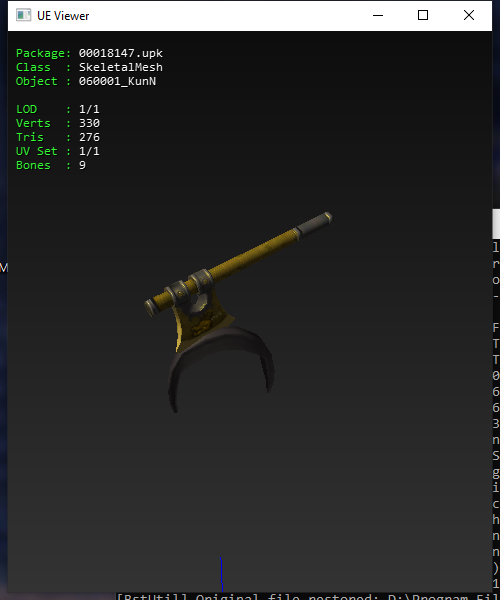 UE Viewer
Package: 00018147.upk
Class : SkeletalMesh
Object : 060001_KunN
LOD : 1/1
Verts : 330
Tris : 276
UV Set : 1/1
Bones : 9
M
l
r
o
-
F
T
T
0
6
6
3
n
S
g
i
c
h
n
n
)
1
[BstUtil] Original file restored: D:\Program Fil